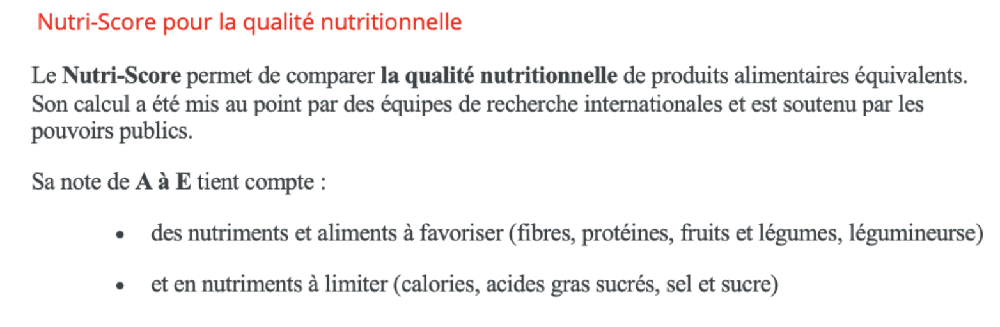 Nutri-Score pour la qualité nutritionnelle
Le Nutri-Score permet de comparer la qualité nutritionnelle de produits alimentaires équivalents.
Son calcul a été mis au point par des équipes de recherche internationales et est soutenu par les
pouvoirs publics.
Sa note de A à E tient compte :
• des nutriments et aliments à favoriser (fibres, protéines, fruits et légumes, légumineurse)
• et en nutriments à limiter (calories, acides gras sucrés, sel et sucre)